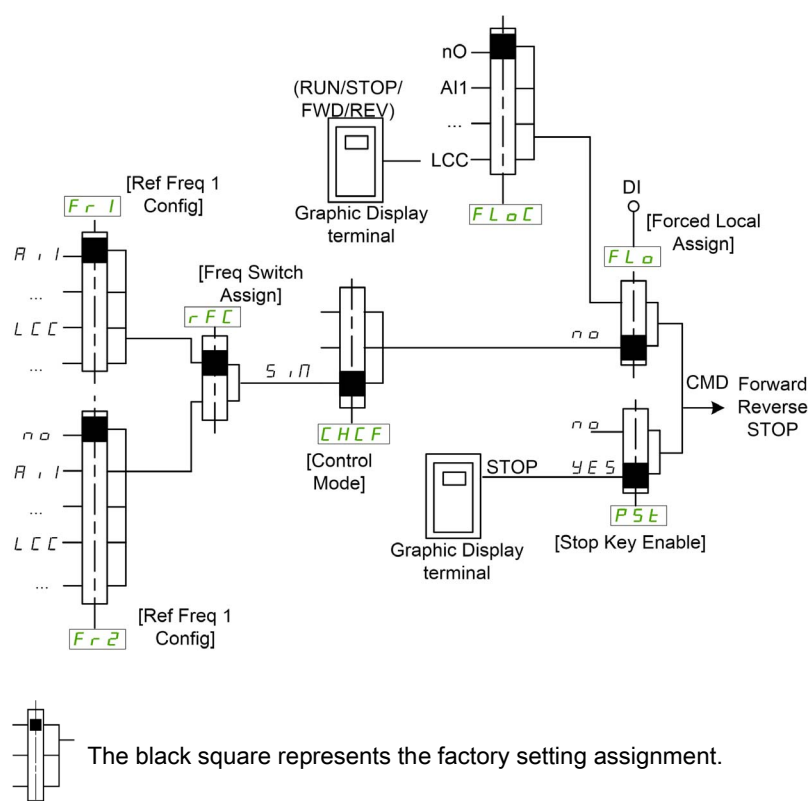 nO
(RUN/STOP/
FWD/REV)
AI1
...
LCC
Graphic Display
terminal
FLoC
DI
[Forced Local
Assign]
FLo
[Ref Freq 1
Config]
Fr1
Ai1
...
LCC
...
[Freq Switch
Assign]
rFC
SiM
CHCF
[Control
Mode]
no
CMD
Forward
Reverse
STOP
no
Ai1
...
LCC
...
Fr2
[Ref Freq 1
Config]
no
STOP
YES
PSt
[Stop Key Enable]
Graphic Display
terminal
The black square represents the factory setting assignment.